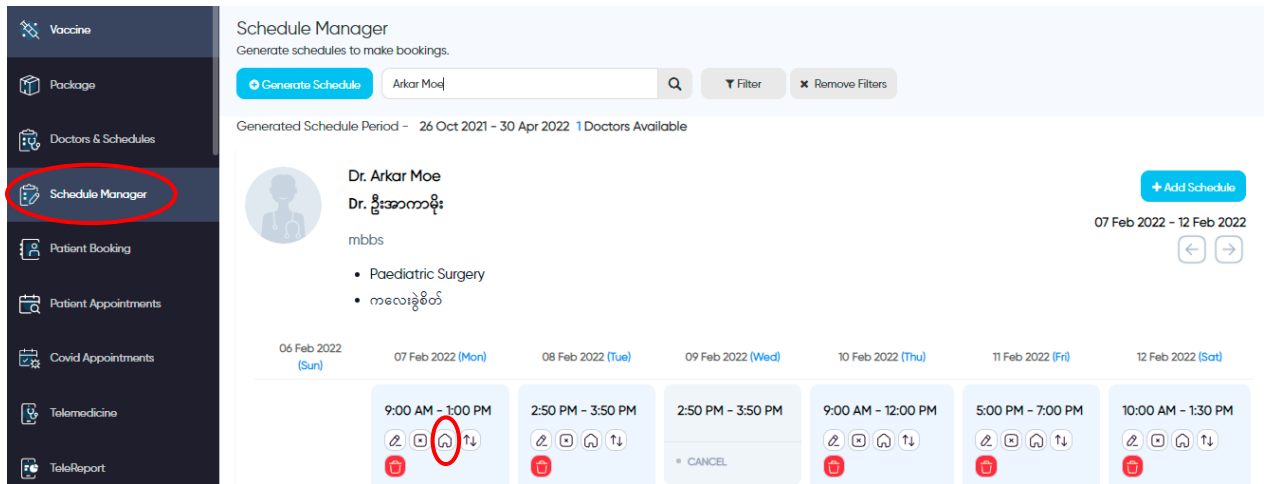 Vaccine
Package
Doctors & Schedules
Schedule Manager
Patient Booking
Patient Appointments
Covid Appointments
Telemedicine
TeleReport
Schedule Manager
Generate schedules to make bookings.
Generate Schedule
Arkar Moe
Filter
Remove Filters
Generated Schedule Period - 26 Oct 2021 - 30 Apr 2022 1 Doctors Available
Dr. Arkar Moe
Dr. ဦးအာကာမိုး
mbbs
• Paediatric Surgery
• ကလေးခွဲစိတ်
+ Add Schedule
07 Feb 2022 - 12 Feb 2022
06 Feb 2022 (Sun)
07 Feb 2022 (Mon)
08 Feb 2022 (Tue)
09 Feb 2022 (Wed)
10 Feb 2022 (Thu)
11 Feb 2022 (Fri)
12 Feb 2022 (Sat)
9:00 AM - 1:00 PM
2:50 PM - 3:50 PM
2:50 PM - 3:50 PM
9:00 AM - 12:00 PM
5:00 PM - 7:00 PM
10:00 AM - 1:30 PM
• CANCEL